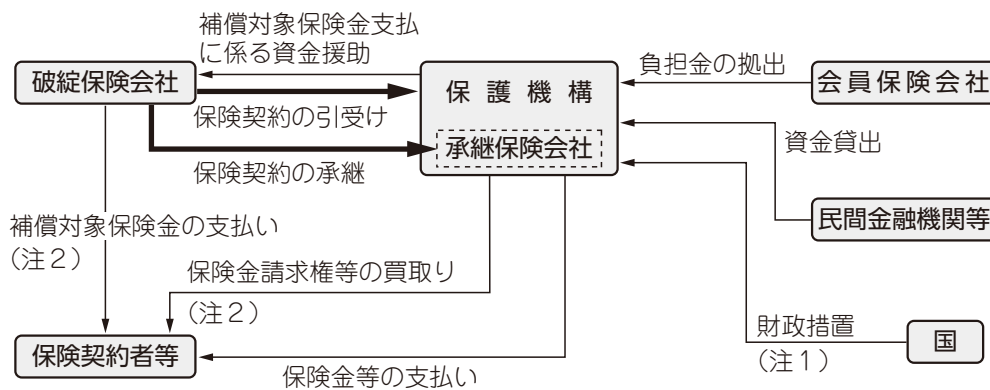 補償対象保険金支払
に係る資金援助
破綻保険会社
保険契約の引受け
保険契約の承継
保護機構
承継保険会社
負担金の拠出
会員保険会社
資金貸出
民間金融機関等
補償対象保険金の支払い
(注2)
保険金請求権等の買取り
(注2)
財政措置
(注1)
国
保険契約者等
保険金等の支払い